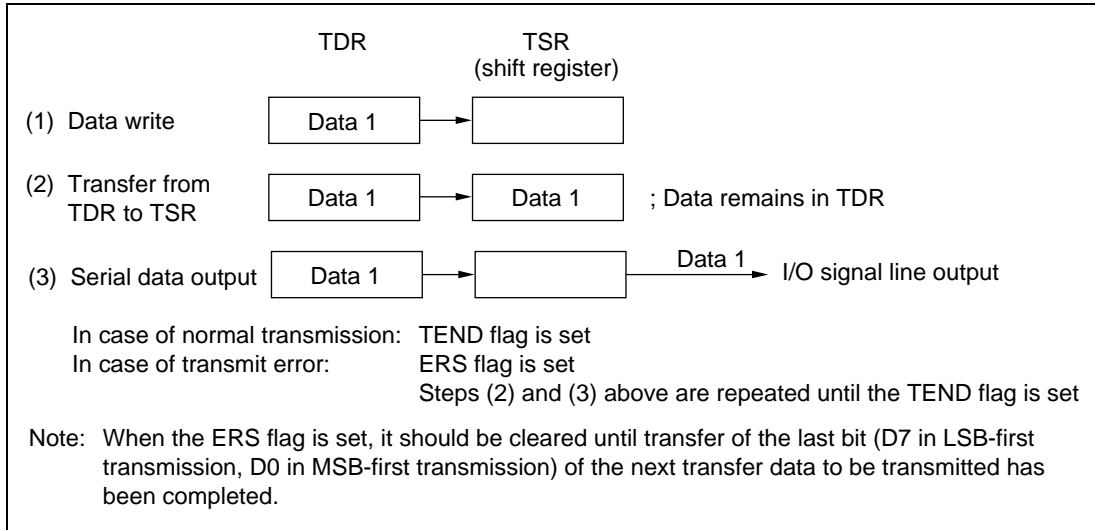 TDR TSR
(shift register)
(1) Data write Data 1
(2) Transfer from
TDR to TSR Data 1 Data 1 ; Data remains in TDR
(3) Serial data output Data 1 Data 1 I/O signal line output
In case of normal transmission: TEND flag is set
In case of transmit error: ERS flag is set
Steps (2) and (3) above are repeated until the TEND flag is set
Note: When the ERS flag is set, it should be cleared until transfer of the last bit (D7 in LSB-first
transmission, D0 in MSB-first transmission) of the next transfer data to be transmitted has
been completed.